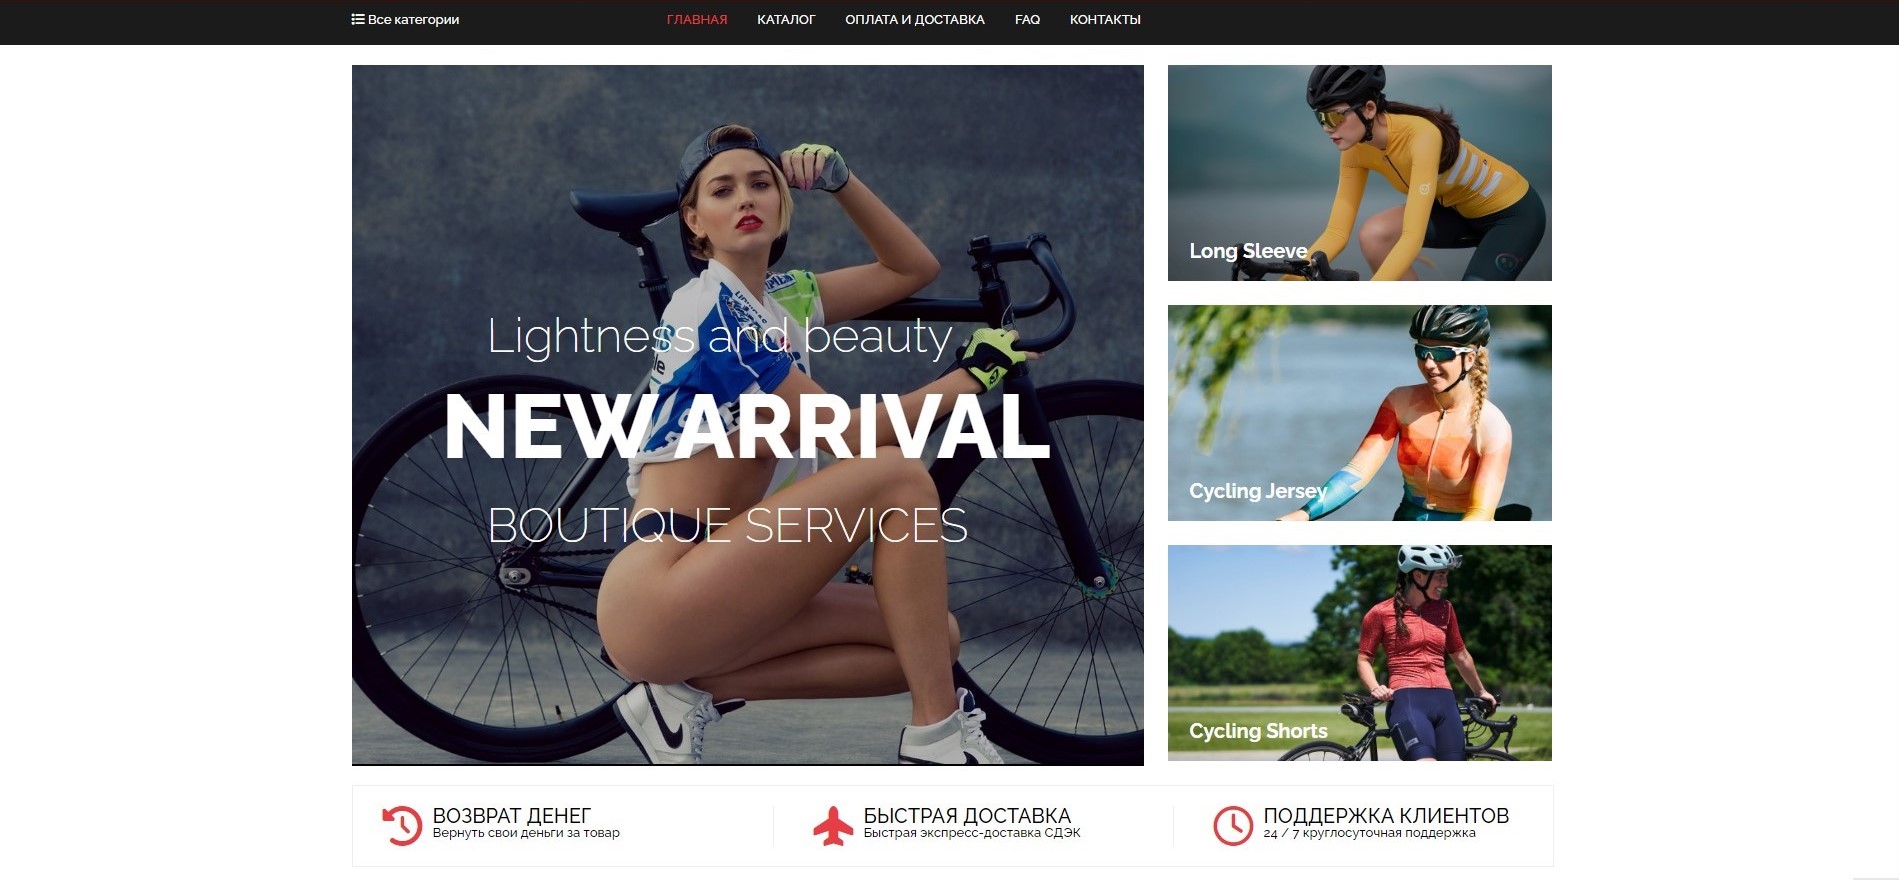 Все категории
ГЛАВНАЯ КАТАЛОГ ОПЛАТА И ДОСТАВКА FAQ КОНТАКТЫ
Lightness and beauty
NEW ARRIVAL
BOUTIQUE SERVICES
Long Sleeve
Cycling Jersey
Cycling Shorts
ВОЗВРАТ ДЕНЕГ
Вернуть свои деньги за товар
БЫСТРАЯ ДОСТАВКА
Быстрая экспресс-доставка СДЭК
ПОДДЕРЖКА КЛИЕНТОВ
24 / 7 круглосуточная поддержка